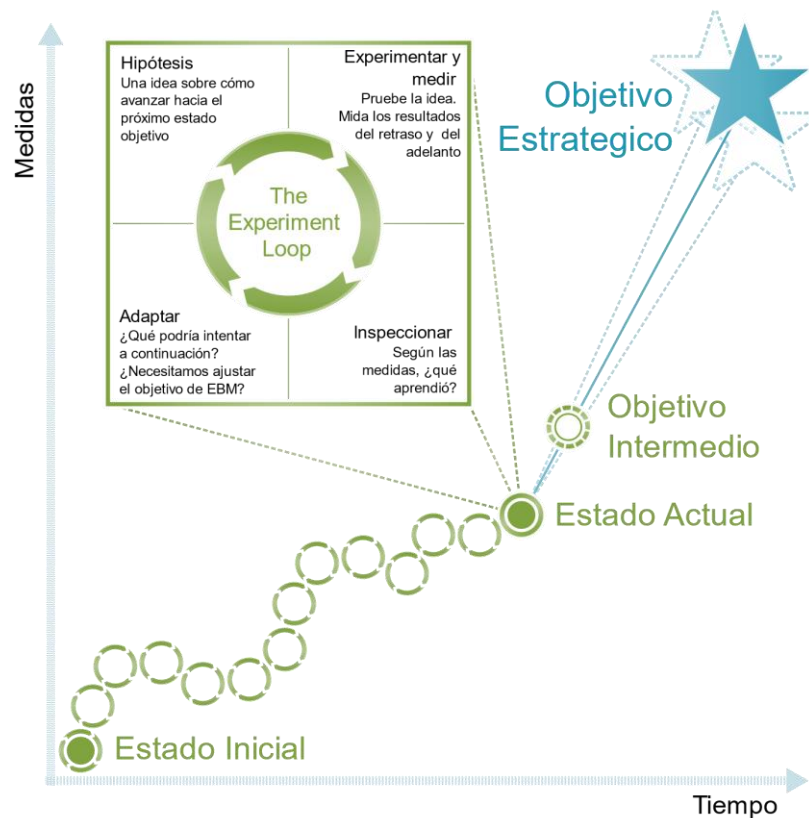 Medidas
Hipótesis
Una idea sobre cómo
avanzar hacia el
próximo estado
objetivo
Experimentar y
medir
Pruebe la idea.
Mida los resultados
del retraso y del
adelanto
The
Experiment
Loop
Adaptar
¿Qué podría intentar
a continuación?
¿Necesitamos ajustar
el objetivo de EBM?
Inspeccionar
Según las
medidas, ¿qué
aprendió?
Objetivo
Estrategico
Objetivo
Intermedio
Estado Actual
Estado Inicial
Tiempo